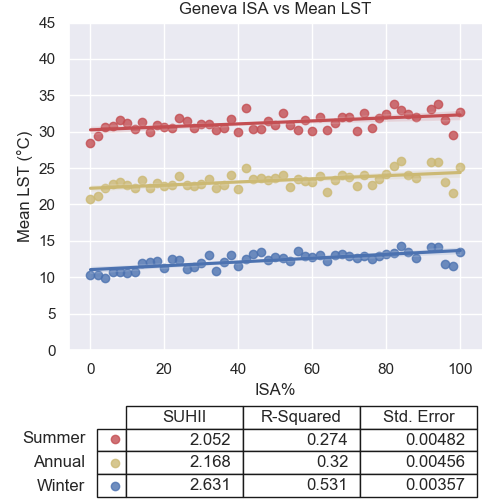 Geneva ISA vs Mean LST
45
40
35
30
25
20
15
10
5
0
Mean LST (°C)
0 20 40 60 80 100
ISA%
SUHII R-Squared Std. Error
Summer 2.052 0.274 0.00482
Annual 2.168 0.32 0.00456
Winter 2.631 0.531 0.00357